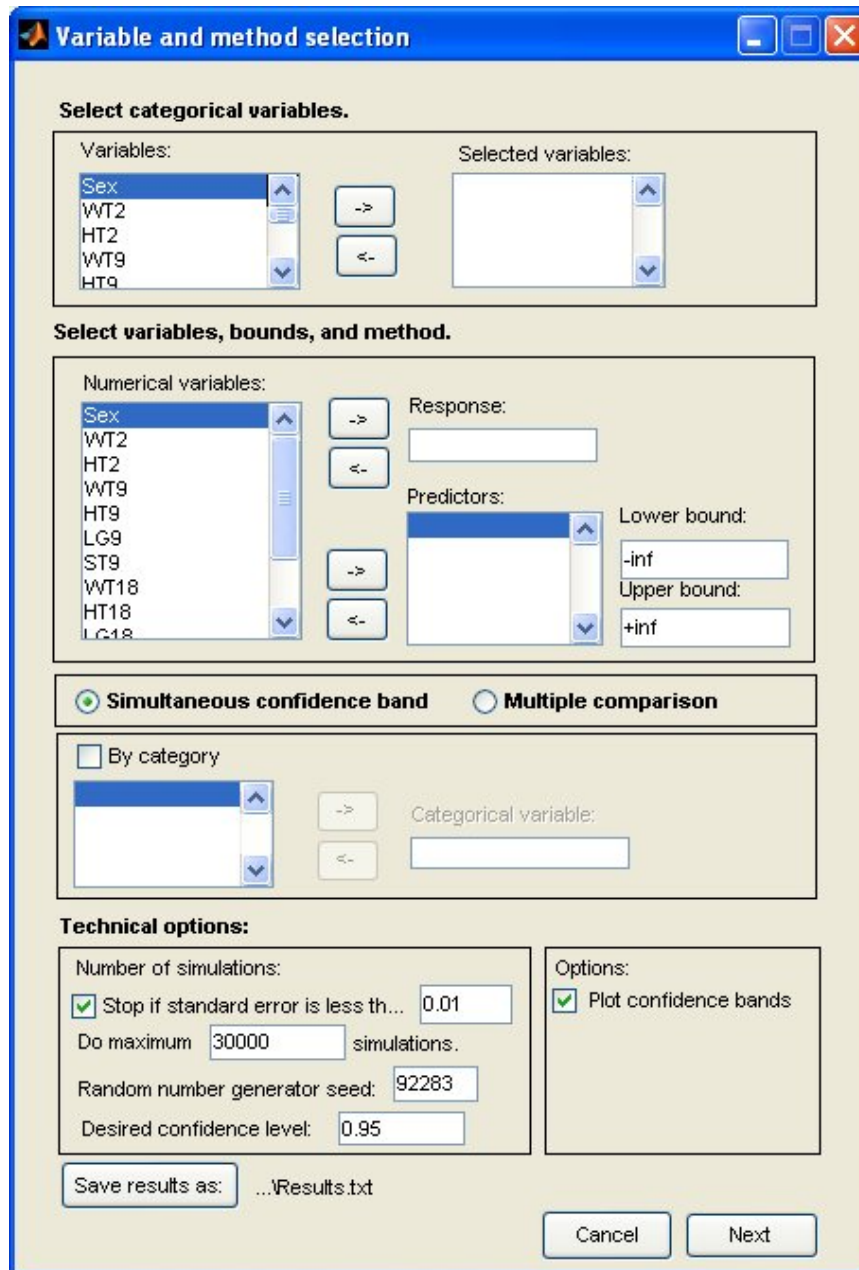 Variable and method selection
Select categorical variables.
Variables:
Selected variables:
Sex
WT2
HT2
WT9
HT9
->
<-
Select variables, bounds, and method.
Numerical variables:
Sex
WT2
HT2
WT9
HT9
LG9
ST9
WT18
HT18
LG18
->
<-
Response:
Predictors:
->
<-
Lower bound:
-inf
Upper bound:
+inf
Simultaneous confidence band
Multiple comparison
By category
->
<-
Categorical variable:
Technical options:
Number of simulations:
Stop if standard error is less th... 0.01
Do maximum 30000 simulations.
Random number generator seed: 92283
Desired confidence level: 0.95
Options:
Plot confidence bands
Save results as: ...\Results.txt
Cancel
Next